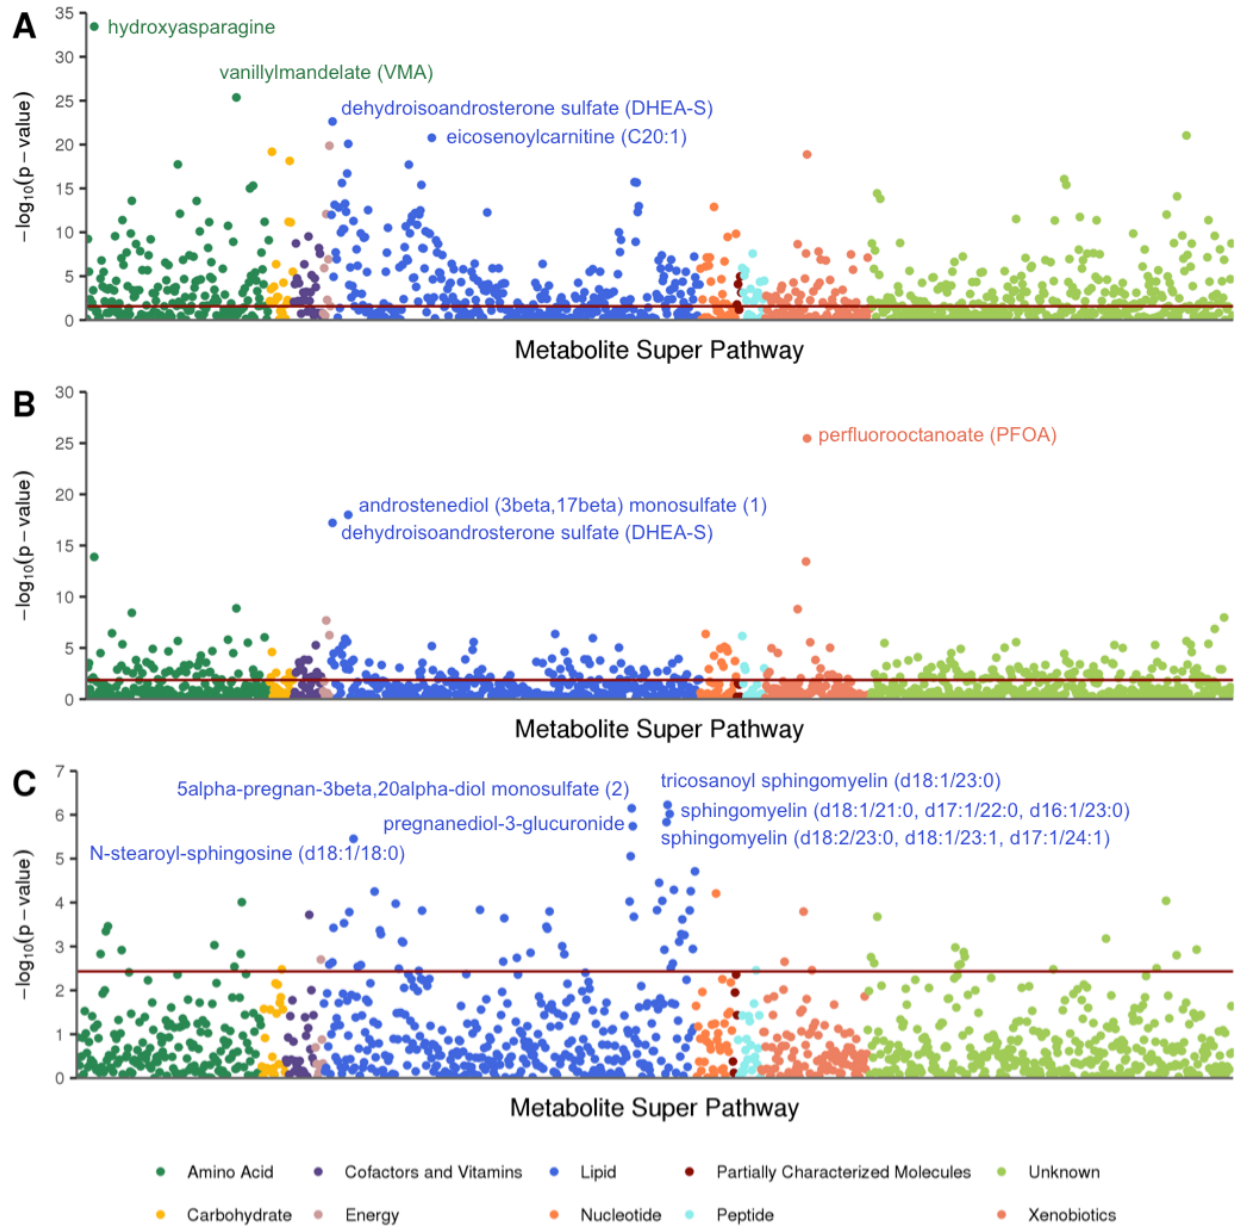 A
35
30
25
20
15
10
5
0
−log10(p − value)
hydroxyasparagine
vanillylmandelate (VMA)
dehydroisoandrosterone sulfate (DHEA-S)
eicosenoylcarnitine (C20:1)
Metabolite Super Pathway
B
30
25
20
15
10
5
0
−log10(p − value)
perfluorooctanoate (PFOA)
androstenediol (3beta,17beta) monosulfate (1)
dehydroisoandrosterone sulfate (DHEA-S)
Metabolite Super Pathway
C
7
6
5
4
3
2
1
0
−log10(p − value)
5alpha-pregnan-3beta,20alpha-diol monosulfate (2)
pregnanediol-3-glucuronide
N-stearoyl-sphingosine (d18:1/18:0)
tricosanoyl sphingomyelin (d18:1/23:0)
sphingomyelin (d18:1/21:0, d17:1/22:0, d16:1/23:0)
sphingomyelin (d18:2/23:0, d18:1/23:1, d17:1/24:1)
Metabolite Super Pathway
Amino Acid Cofactors and Vitamins Lipid Partially Characterized Molecules Unknown
Carbohydrate Energy Nucleotide Peptide Xenobiotics